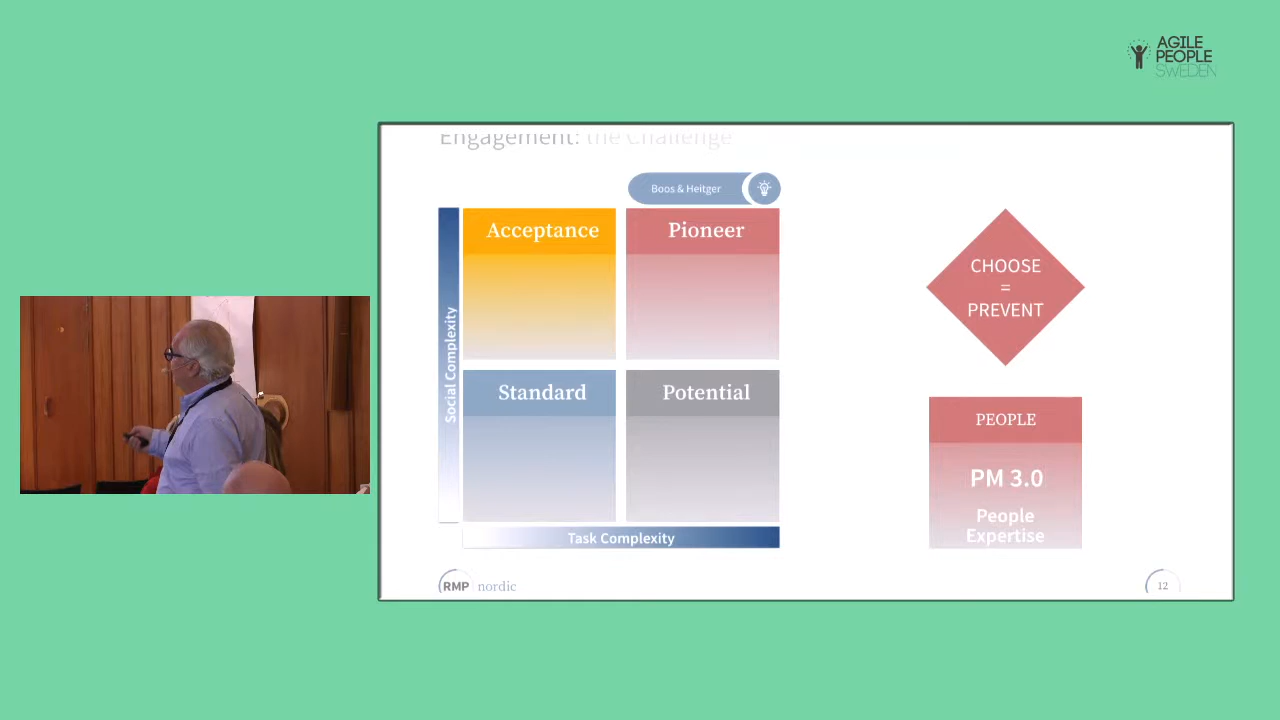 AGILE
PEOPLE
SWEDEN
Engagement: the Challenge
Boos & Heitger
Acceptance
Pioneer
Social Complexity
Standard
Potential
Task Complexity
CHOOSE
=
PREVENT
PEOPLE
PM 3.0
People
Expertise
RMP nordic
12